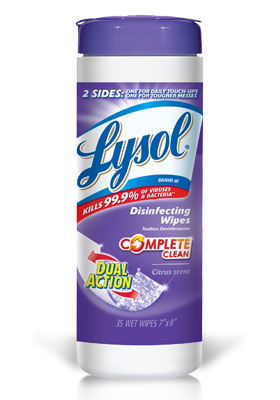 2 SIDES: ONE FOR DAILY TOUCH-UPS
ONE FOR TOUGHER MESSES
Lysol®
BRAND III
KILLS 99.9% OF VIRUSES & BACTERIA
Disinfecting
Wipes
Toallitas Desinfectantes
COMPLETE
CLEAN
DUAL
ACTION
Citrus scent
35 WET WIPES 7"x8"